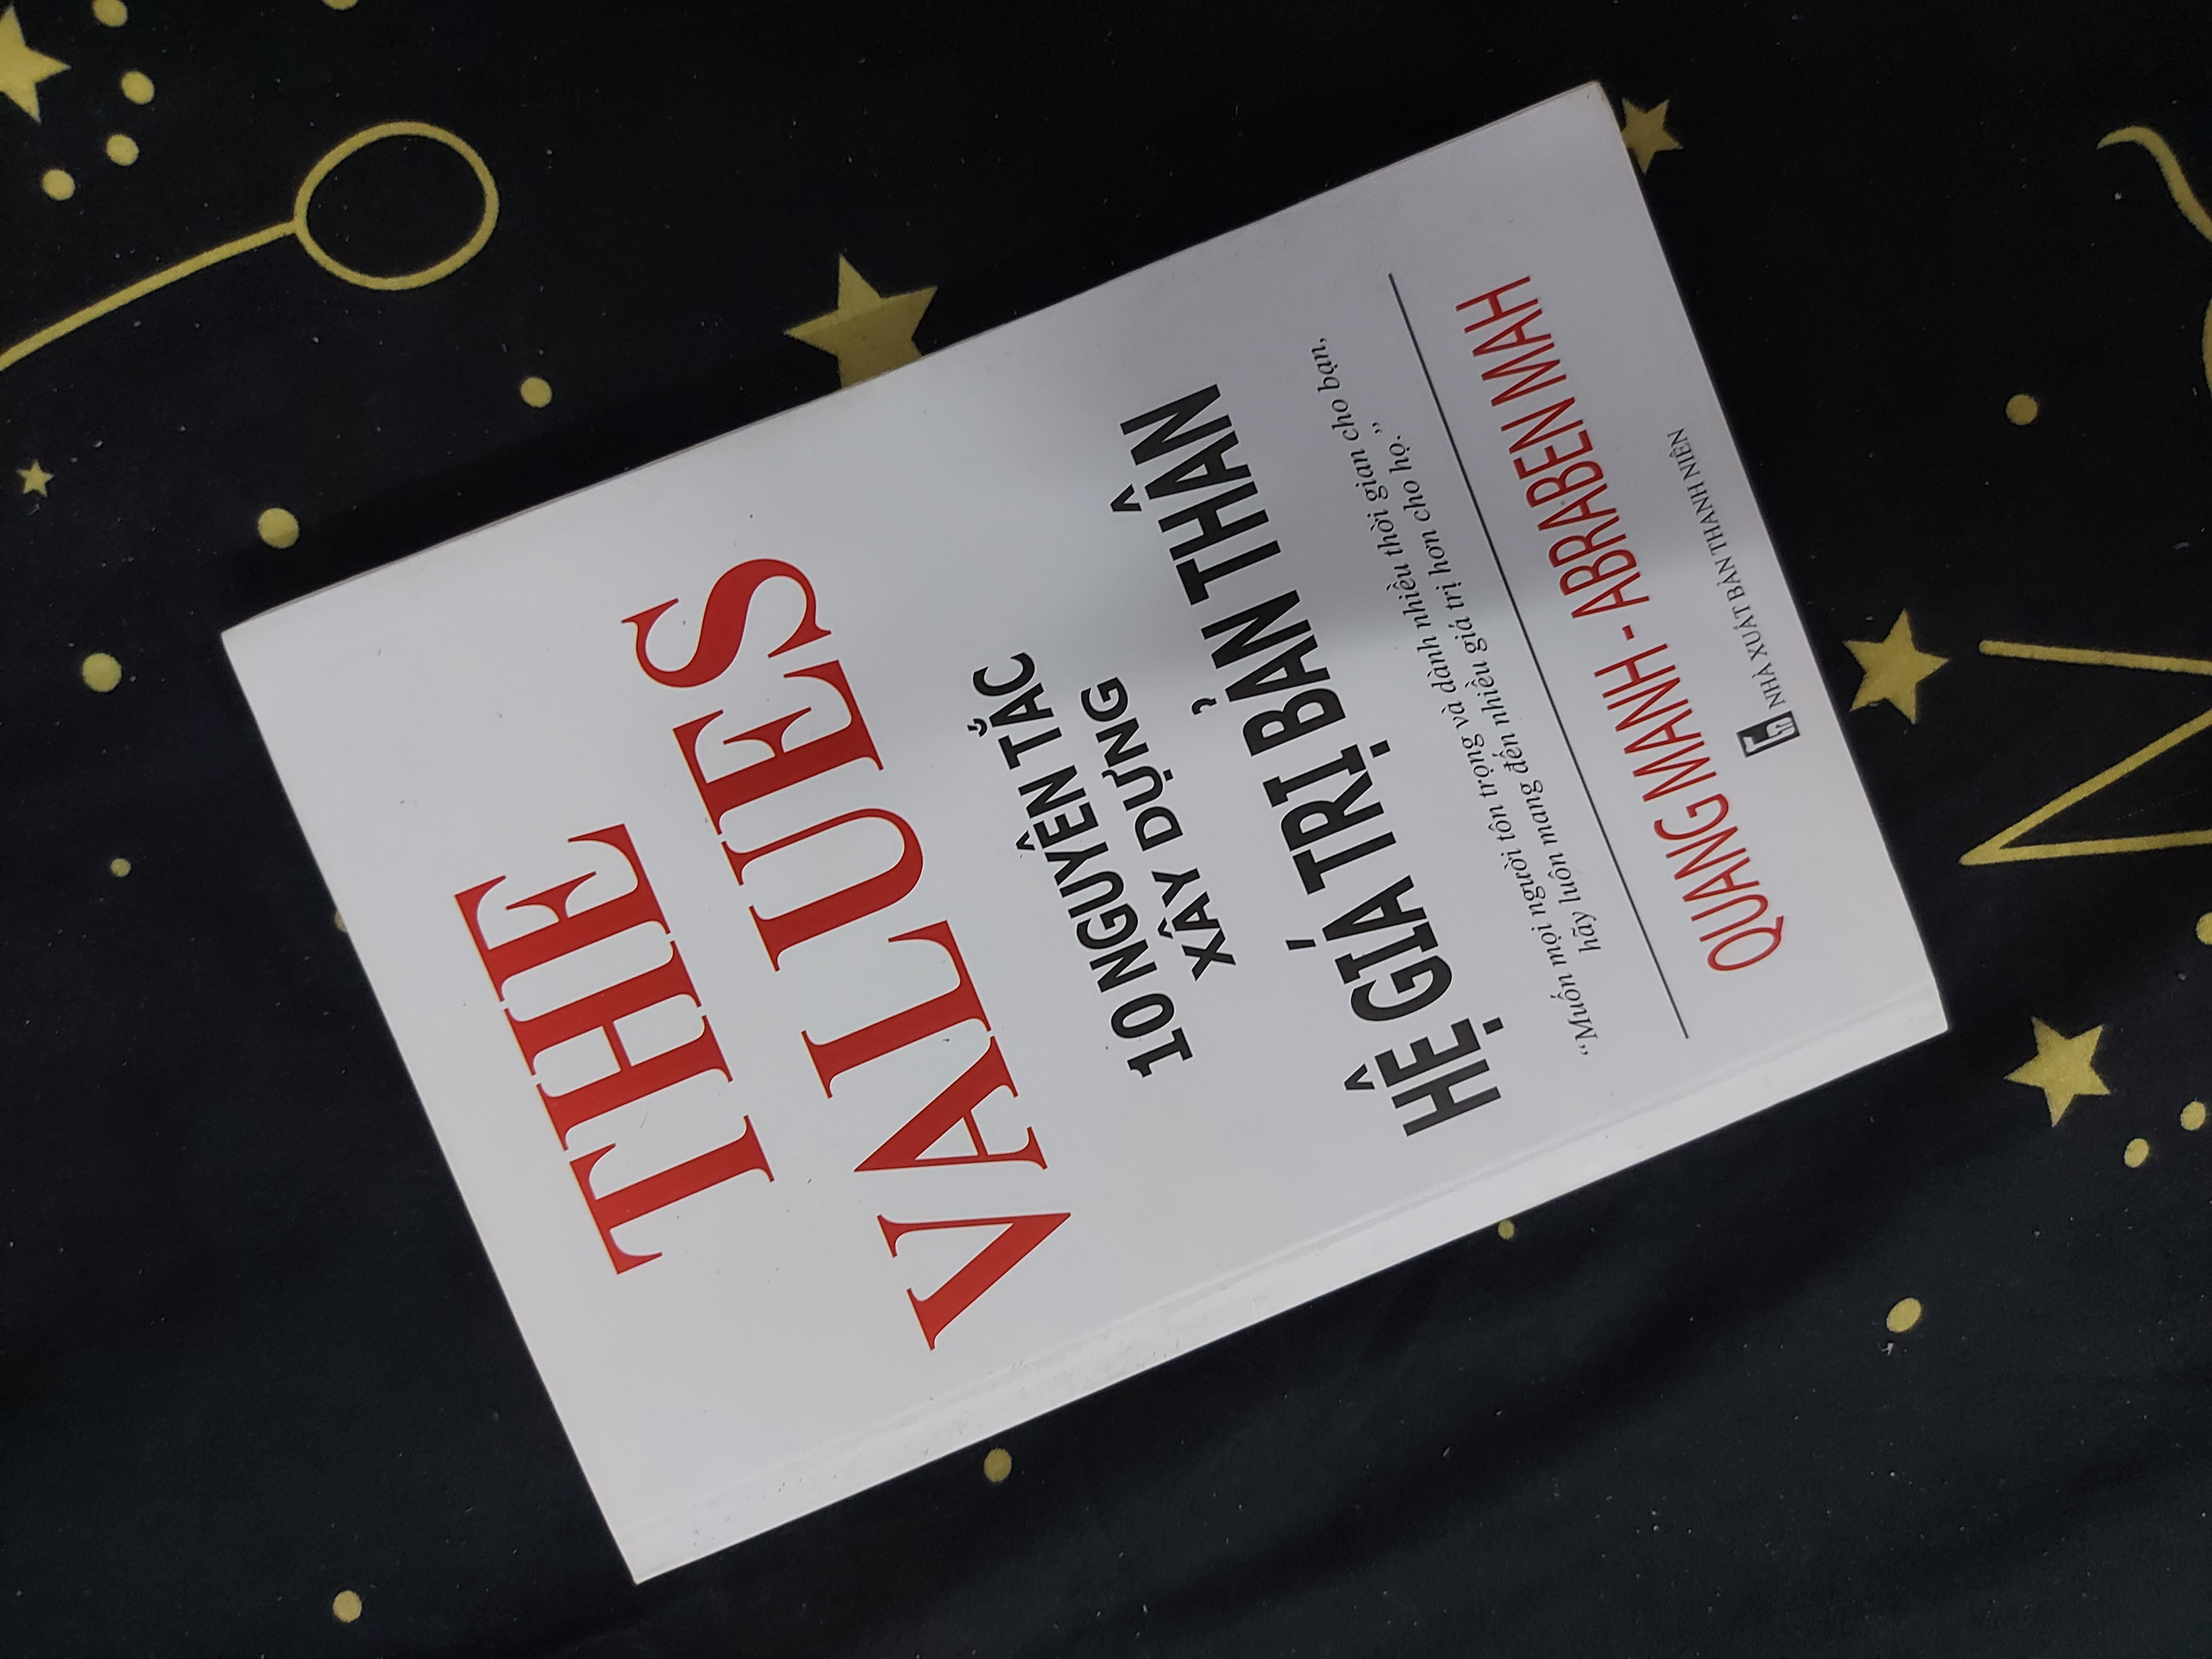 THE
VALUES
10 NGUYÊN TẮC
XÂY DỰNG
HỆ GIÁ TRỊ BẢN THÂN
“Muốn mọi người tôn trọng và dành nhiều thời gian cho bạn,
hãy luôn mang đến nhiều giá trị hơn cho họ.”
QUANG MANH - ABRABEN MAH
NHÀ XUẤT BẢN THANH NIÊN